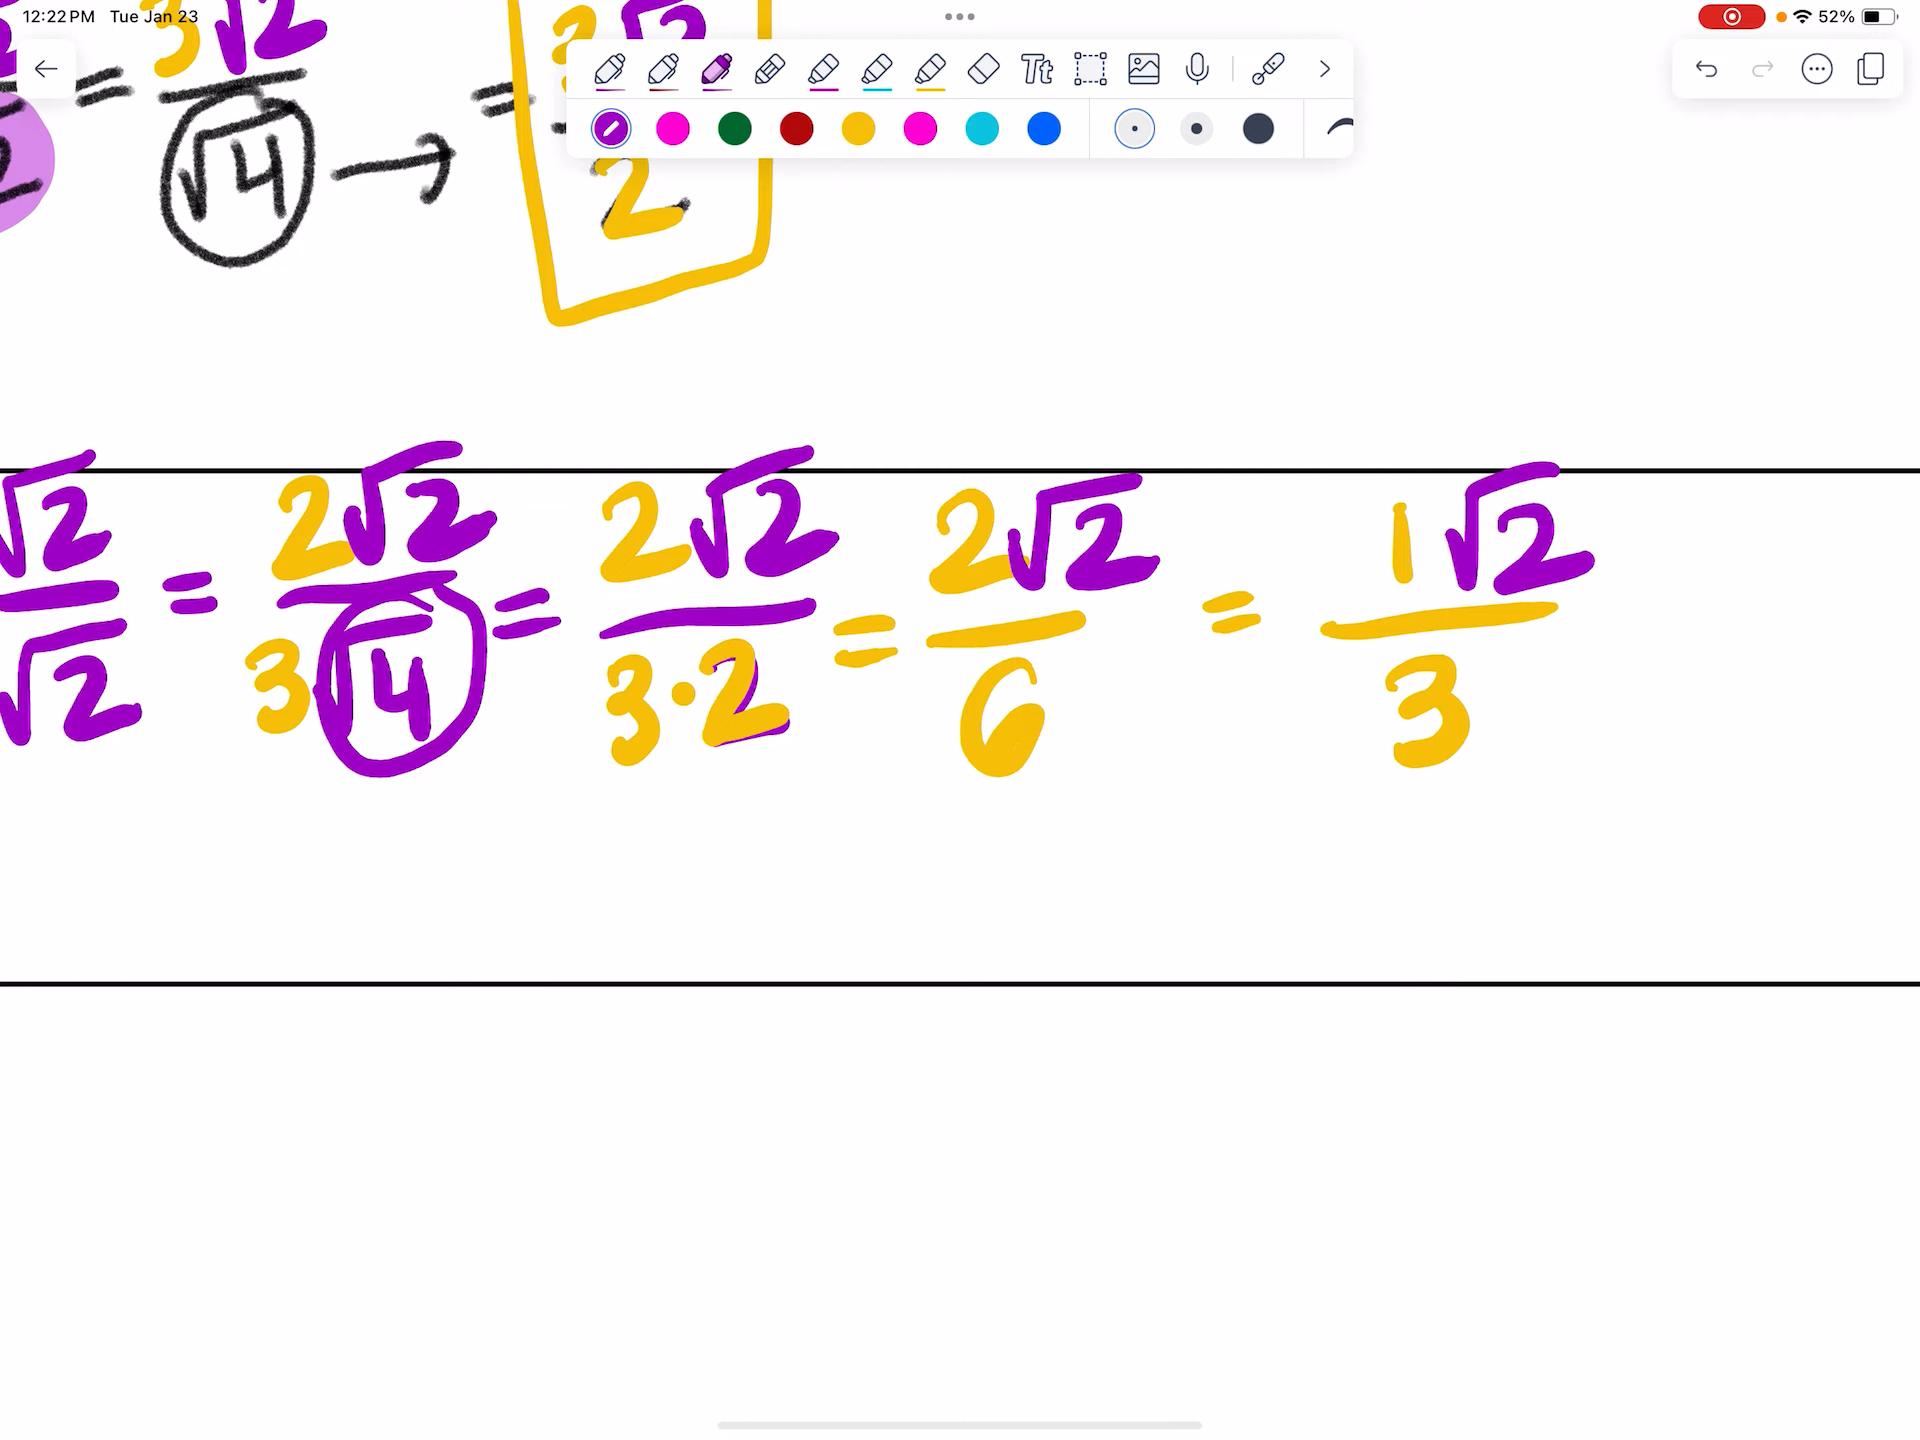 12:22 PM Tue Jan 23
52%
Tt
= 3√2 / √4 → = 2
√2 / √2 = 2√2 / 3√4 = 2√2 / 3·2 = 2√2 / 6 = 1√2 / 3